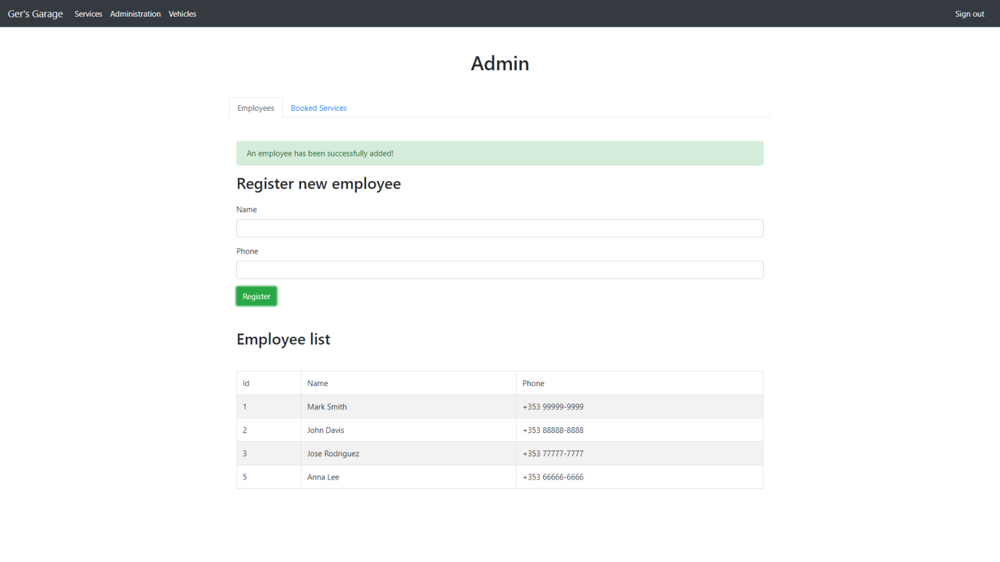 Ger's Garage Services Administration Vehicles Sign out
Admin
Employees Booked Services
An employee has been successfully added!
Register new employee
Name
Phone
Register
Employee list
Id Name Phone
1 Mark Smith +353 99999-9999
2 John Davis +353 88888-8888
3 Jose Rodriguez +353 77777-7777
5 Anna Lee +353 66666-6666